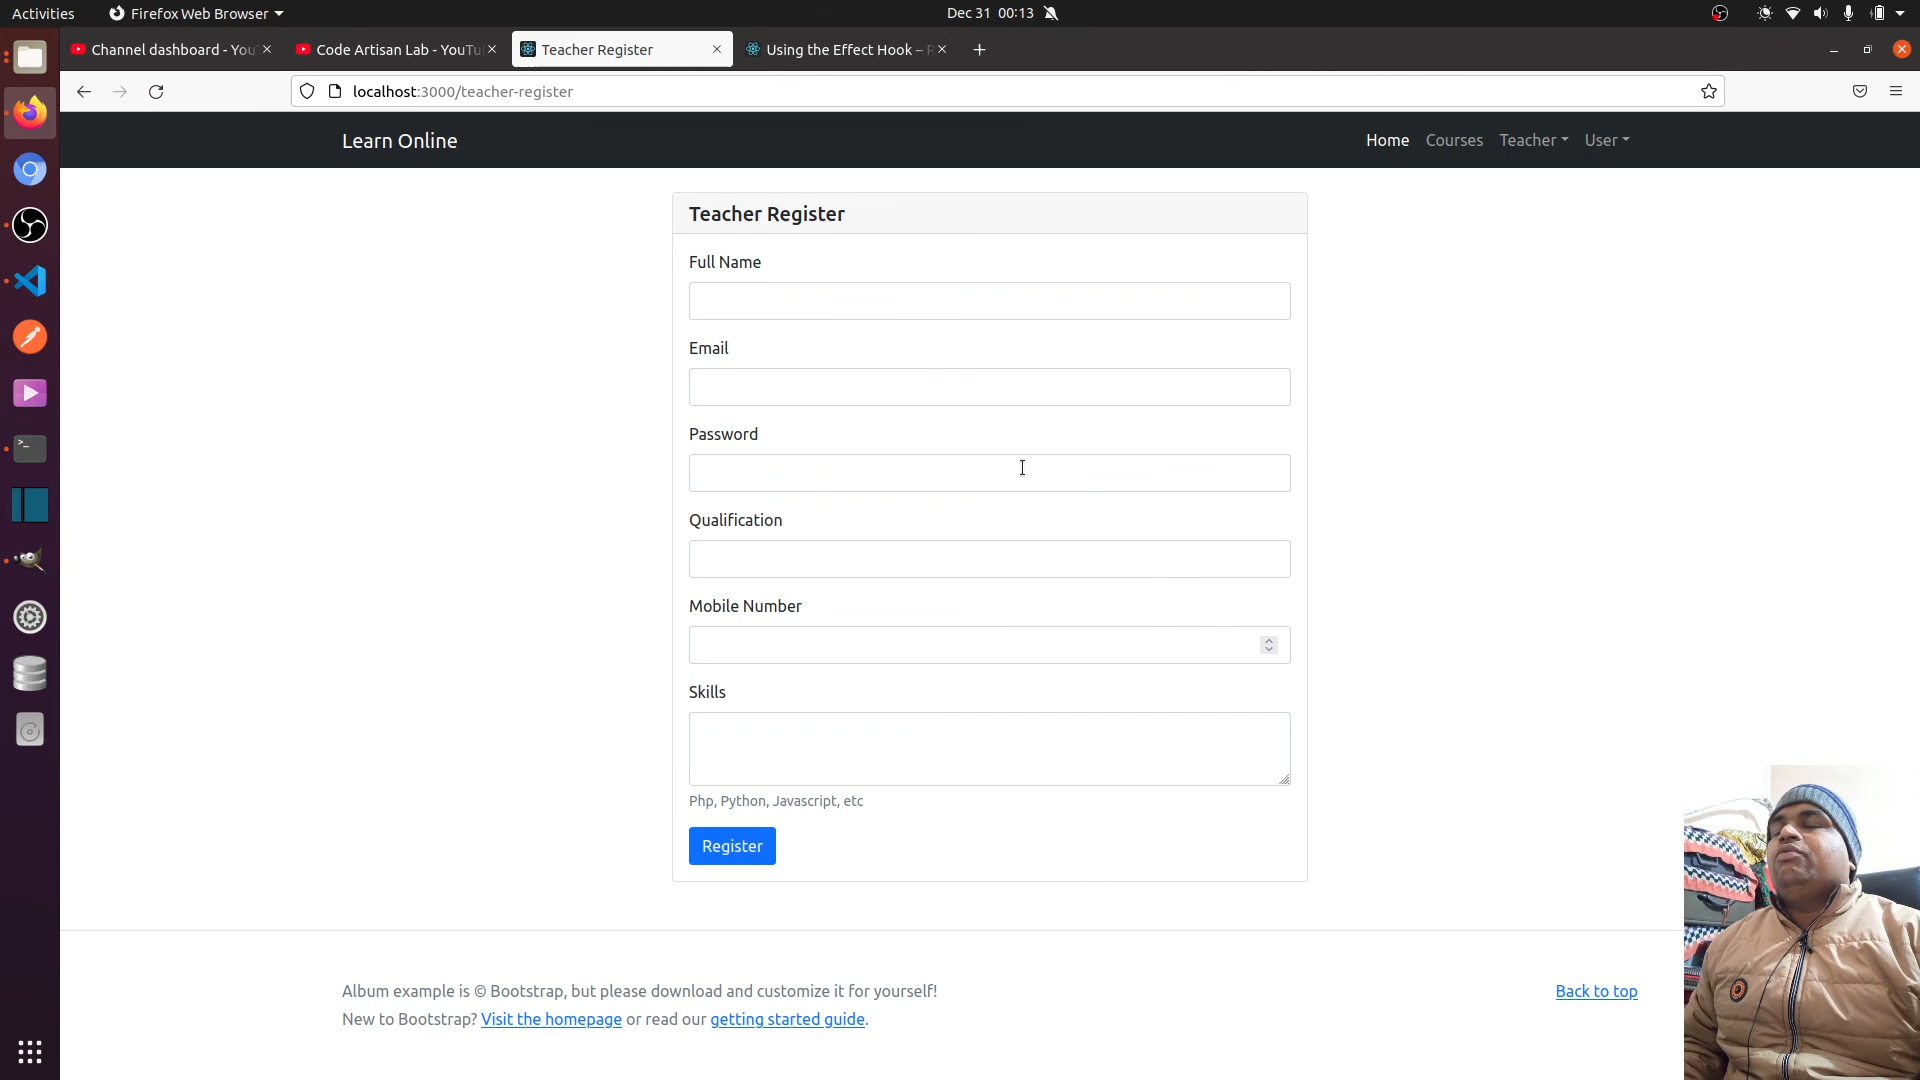 Activities
Firefox Web Browser
Dec 31 00:13
Channel dashboard - You
Code Artisan Lab - YouTu
Teacher Register
Using the Effect Hook – R
localhost:3000/teacher-register
Learn Online
Home
Courses
Teacher
User
Teacher Register
Full Name
Email
Password
Qualification
Mobile Number
Skills
Php, Python, Javascript, etc
Register
Album example is © Bootstrap, but please download and customize it for yourself!
Back to top
New to Bootstrap? Visit the homepage or read our getting started guide.